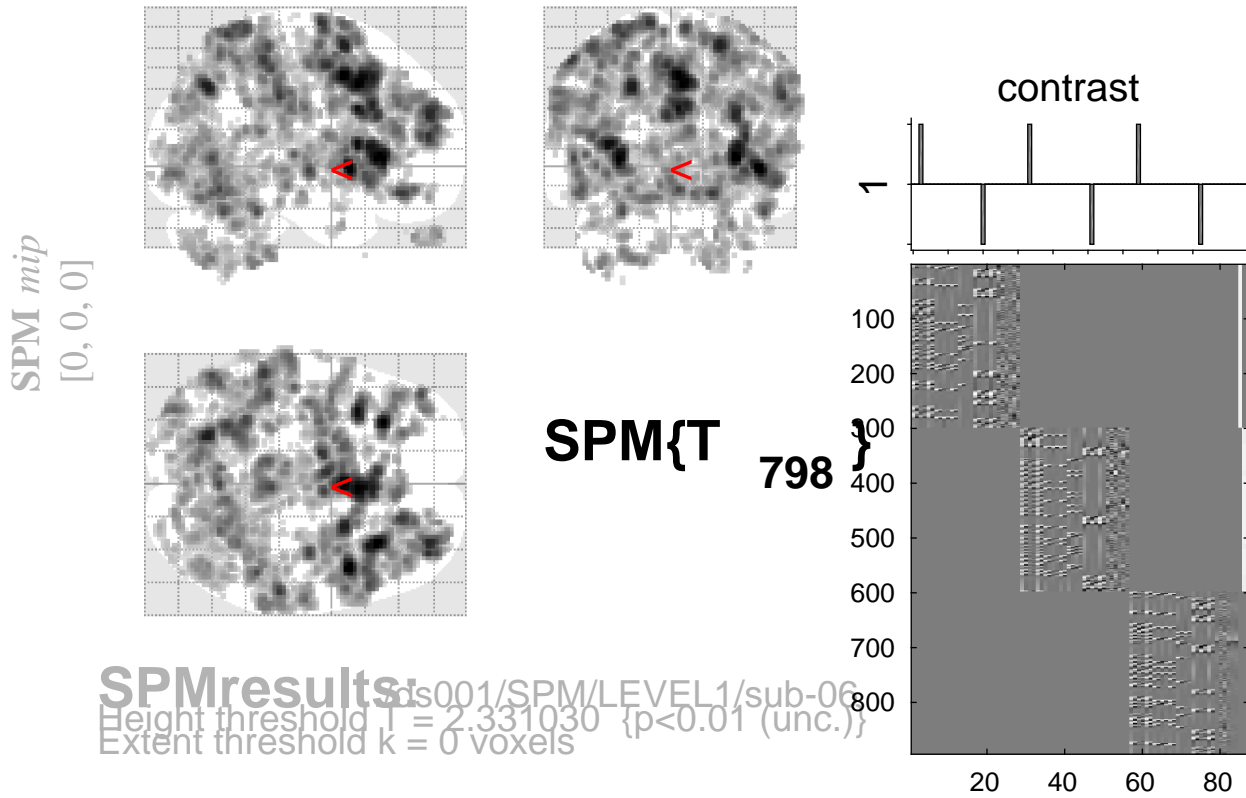 SPM mip
[0, 0, 0]
<
<
<
SPM{T
798
}
contrast
1
100
200
300
400
500
600
700
800
20 40 60 80
SPMresults: ./ds001/SPM/LEVEL1/sub-06
Height threshold T = 2.331030 {p<0.01 (unc.)}
Extent threshold k = 0 voxels